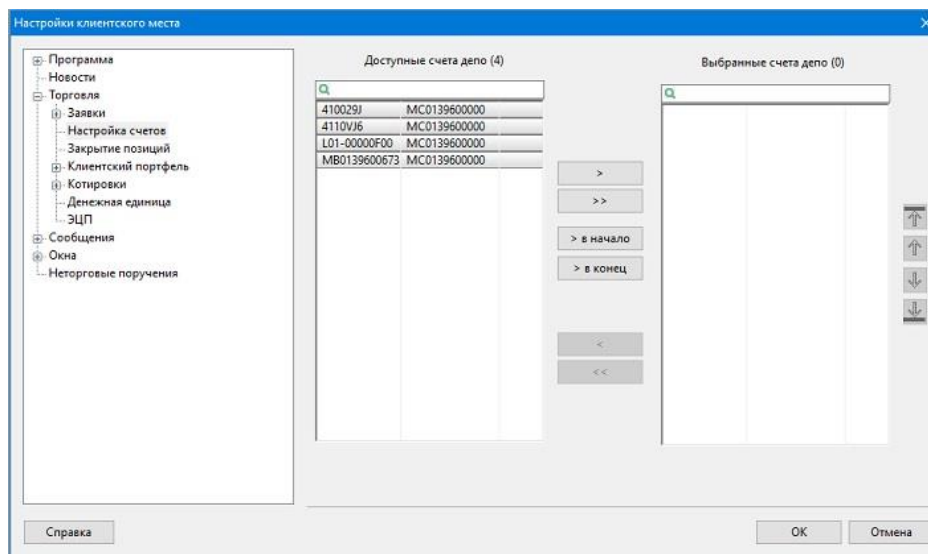 Настройки клиентского места
Программа
Новости
Торговля
Заявки
Настройка счетов
Закрытие позиций
Клиентский портфель
Котировки
Денежная единица
ЭЦП
Сообщения
Окна
Неторговые поручения
Доступные счета депо (4)
410029J MC0139600000
4110VJ6 MC0139600000
L01-00000F00 MC0139600000
MB0139600673 MC0139600000
>
>>
> в начало
> в конец
<
<<
Выбранные счета депо (0)
Справка
OK
Отмена